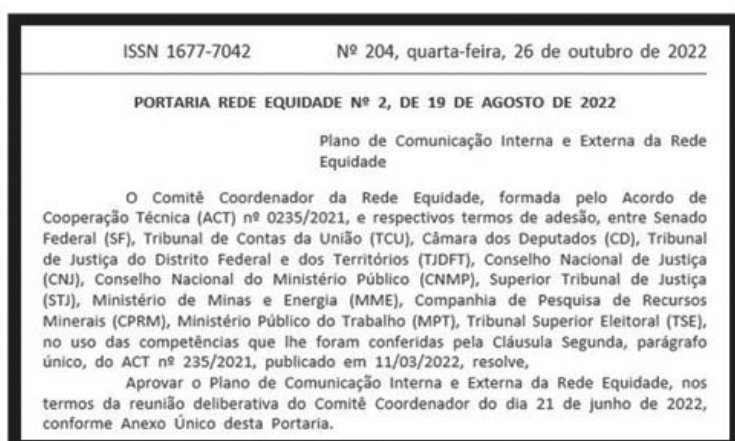 ISSN 1677-7042 Nº 204, quarta-feira, 26 de outubro de 2022
PORTARIA REDE EQUIDADE Nº 2, DE 19 DE AGOSTO DE 2022
Plano de Comunicação Interna e Externa da Rede
Equidade
O Comitê Coordenador da Rede Equidade, formada pelo Acordo de
Cooperação Técnica (ACT) nº 0235/2021, e respectivos termos de adesão, entre Senado
Federal (SF), Tribunal de Contas da União (TCU), Câmara dos Deputados (CD), Tribunal
de Justiça do Distrito Federal e dos Territórios (TJDFT), Conselho Nacional de Justiça
(CNJ), Conselho Nacional do Ministério Público (CNMP), Superior Tribunal de Justiça
(STJ), Ministério de Minas e Energia (MME), Companhia de Pesquisa de Recursos
Minerais (CPRM), Ministério Público do Trabalho (MPT), Tribunal Superior Eleitoral (TSE),
no uso das competências que lhe foram conferidas pela Cláusula Segunda, parágrafo
único, do ACT nº 235/2021, publicado em 11/03/2022, resolve,
Aprovar o Plano de Comunicação Interna e Externa da Rede Equidade, nos
termos da reunião deliberativa do Comitê Coordenador do dia 21 de junho de 2022,
conforme Anexo Único desta Portaria.